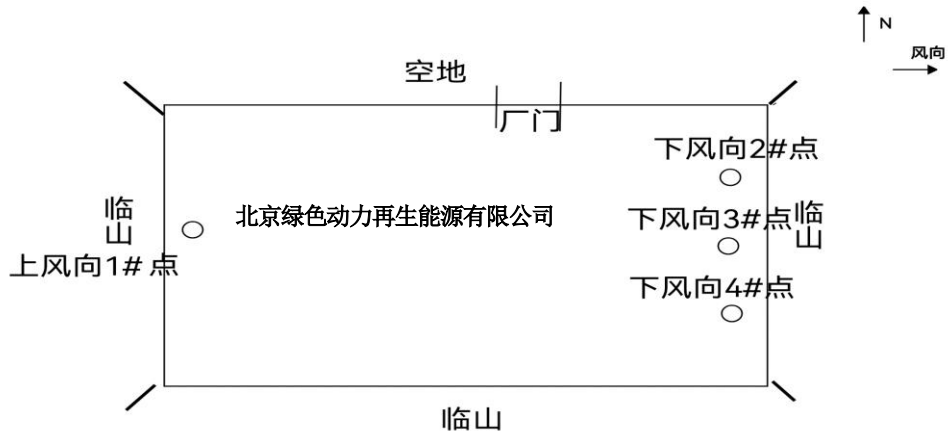 N
风向
空地
厂门
下风向2#点
临山
北京绿色动力再生能源有限公司
下风向3#点
临山
上风向1#点
下风向4#点
临山